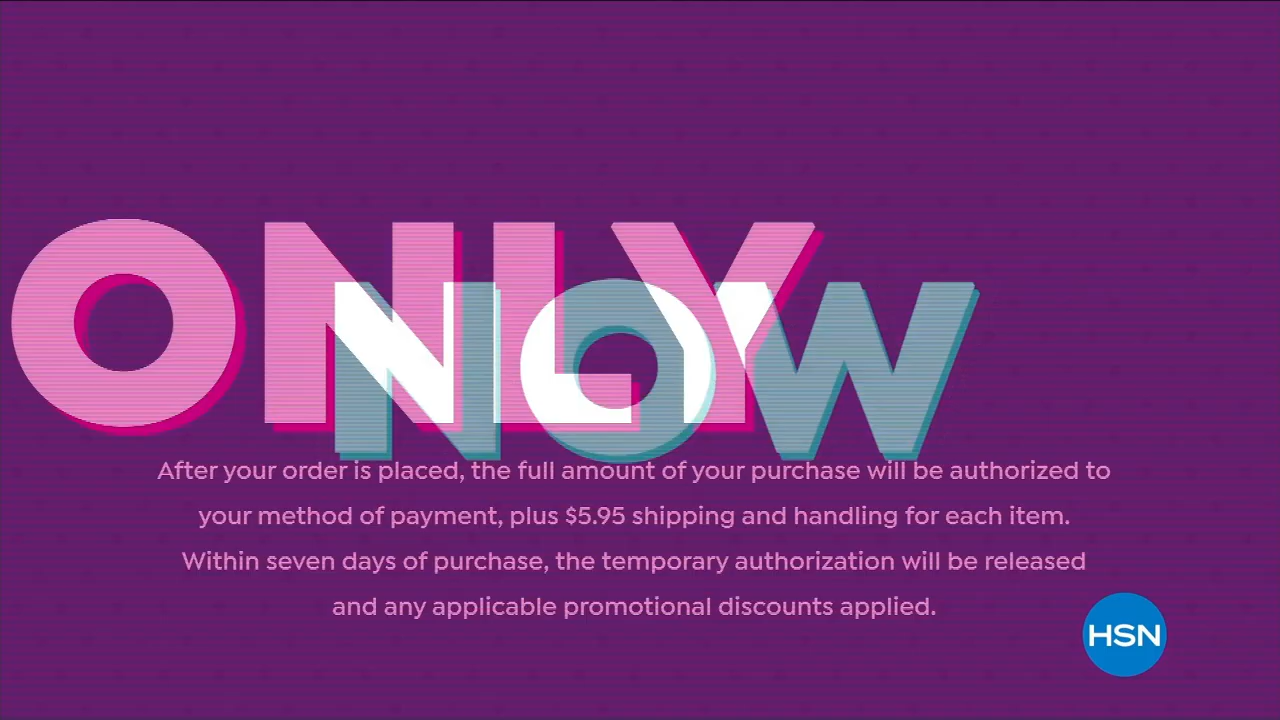 ONLY
NOW
After your order is placed, the full amount of your purchase will be authorized to
your method of payment, plus $5.95 shipping and handling for each item.
Within seven days of purchase, the temporary authorization will be released
and any applicable promotional discounts applied.
HSN